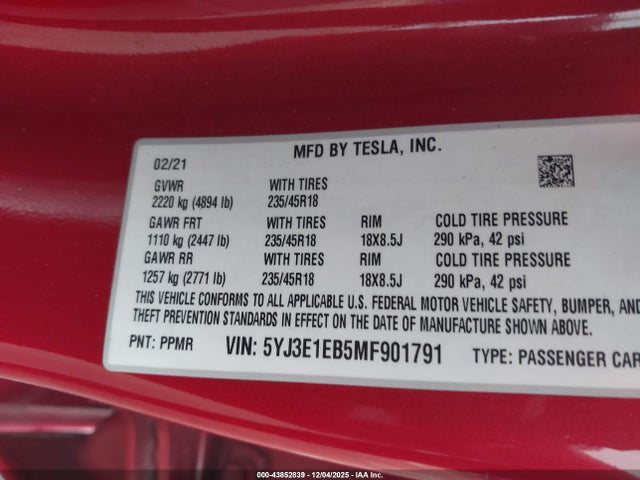 MFD BY TESLA, INC.
02/21
GVWR WITH TIRES
2220 kg (4894 lb) 235/45R18
GAWR FRT WITH TIRES RIM COLD TIRE PRESSURE
1110 kg (2447 lb) 235/45R18 18X8.5J 290 kPa, 42 psi
GAWR RR WITH TIRES RIM COLD TIRE PRESSURE
1257 kg (2771 lb) 235/45R18 18X8.5J 290 kPa, 42 psi
THIS VEHICLE CONFORMS TO ALL APPLICABLE U.S. FEDERAL MOTOR VEHICLE SAFETY, BUMPER, AND
THEFT PREVENTION STANDARDS IN EFFECT ON THE DATE OF MANUFACTURE SHOWN ABOVE.
PNT: PPMR VIN: 5YJ3E1EB5MF901791 TYPE: PASSENGER CAR
000-43852839 - 12/04/2025 - IAA Inc.